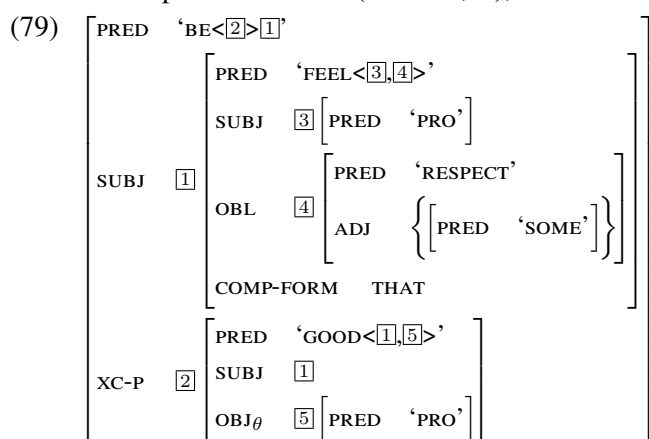 (79)
PRED ‘BE<2>1’
PRED ‘FEEL<3,4>’
SUBJ 3 [PRED ‘PRO’]
SUBJ 1
PRED ‘RESPECT’
OBL 4
ADJ {[PRED ‘SOME’]}
COMP-FORM THAT
PRED ‘GOOD<1,5>’
XC-P 2
SUBJ 1
OBJθ 5 [PRED ‘PRO’]